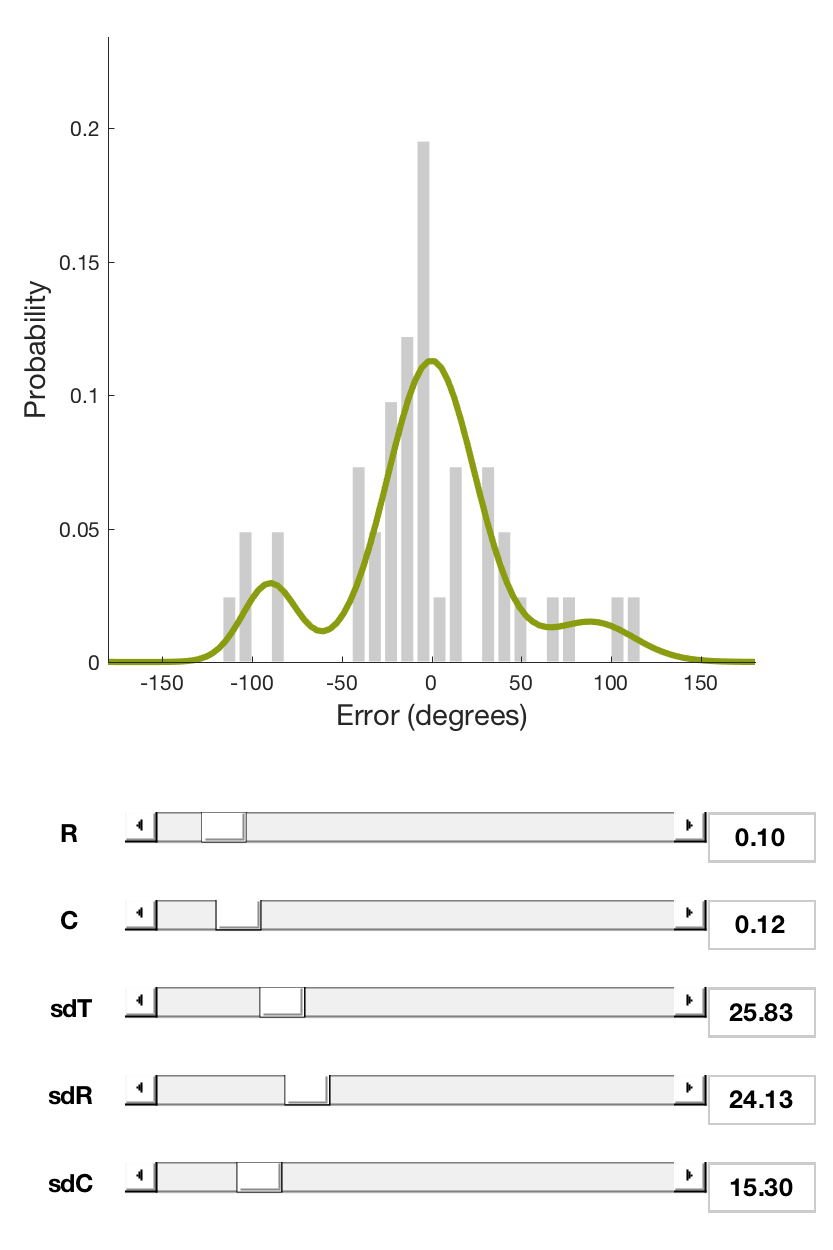 0.2
0.15
0.1
0.05
0
Probability
-150 -100 -50 0 50 100 150
Error (degrees)
R 0.10
C 0.12
sdT 25.83
sdR 24.13
sdC 15.30